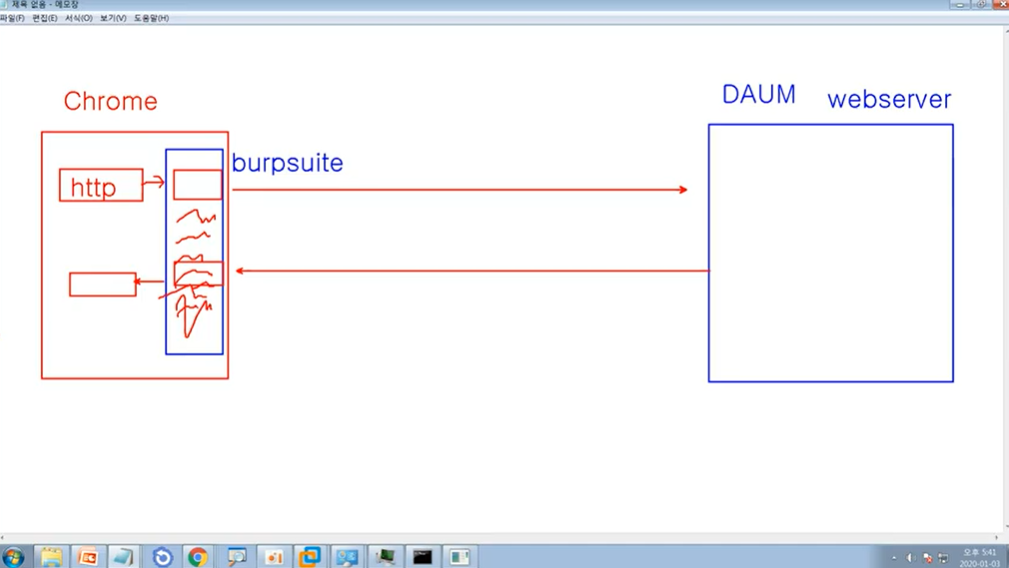 제목 없음 - 메모장
파일(F) 편집(E) 서식(O) 보기(V) 도움말(H)
Chrome
DAUM webserver
burpsuite
http
오후 5:41
2020-01-03